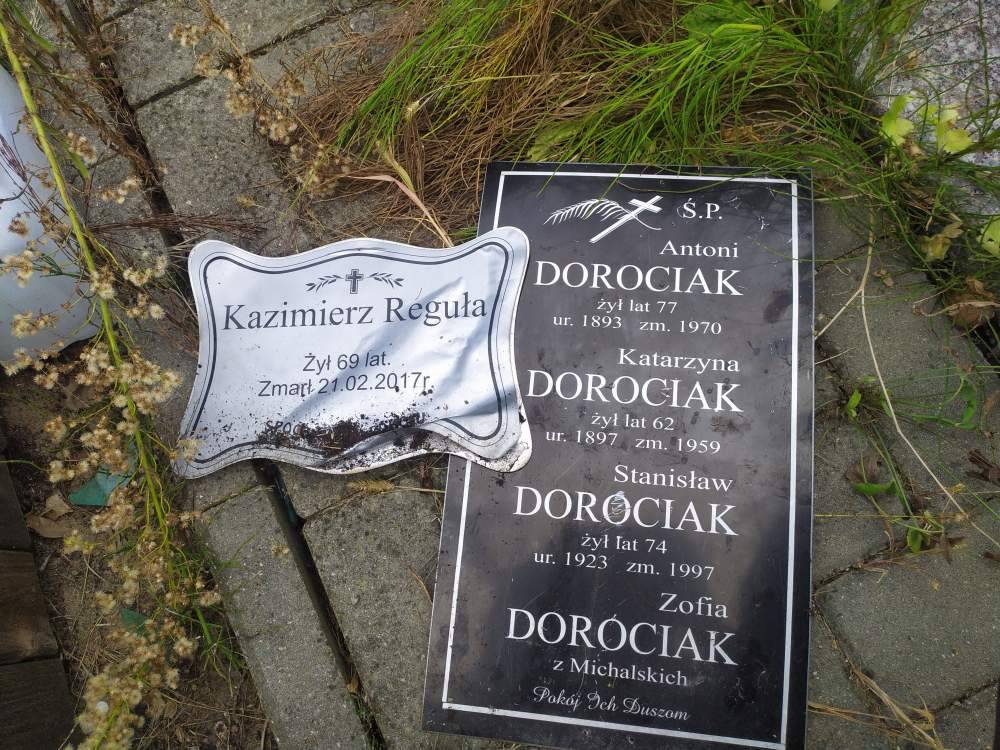 Kazimierz Reguła
Żył 69 lat.
Zmarł 21.02.2017r.
Ś.P.
Antoni
DOROCIAK
żył lat 77
ur. 1893 zm. 1970
Katarzyna
DOROCIAK
żyła lat 62
ur. 1897 zm. 1959
Stanisław
DOROCIAK
żył lat 74
ur. 1923 zm. 1997
Zofia
DOROCIAK
z Michalskich
Pokój Ich Duszom